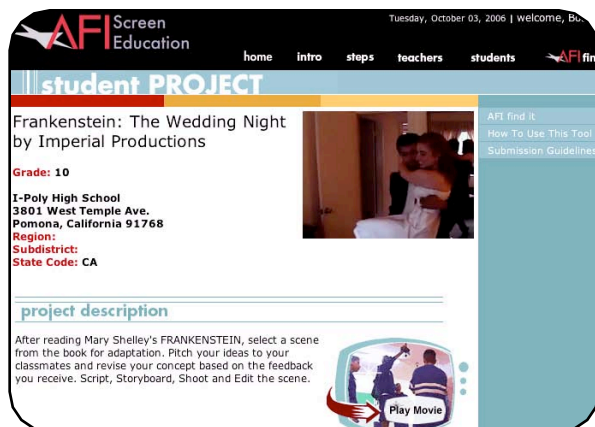 AFI Screen
Education
Tuesday, October 03, 2006 | welcome,
home intro steps teachers students AFI
student PROJECT
Frankenstein: The Wedding Night
by Imperial Productions
AFI find it
How To Use This Tool
Submission Guidelines
Grade: 10
I-Poly High School
3801 West Temple Ave.
Pomona, California 91768
Region:
Subdistrict:
State Code: CA
project description
After reading Mary Shelley's FRANKENSTEIN, select a scene
from the book for adaptation. Pitch your ideas to your
classmates and revise your concept based on the feedback
you receive. Script, Storyboard, Shoot and Edit the scene.
Play Movie